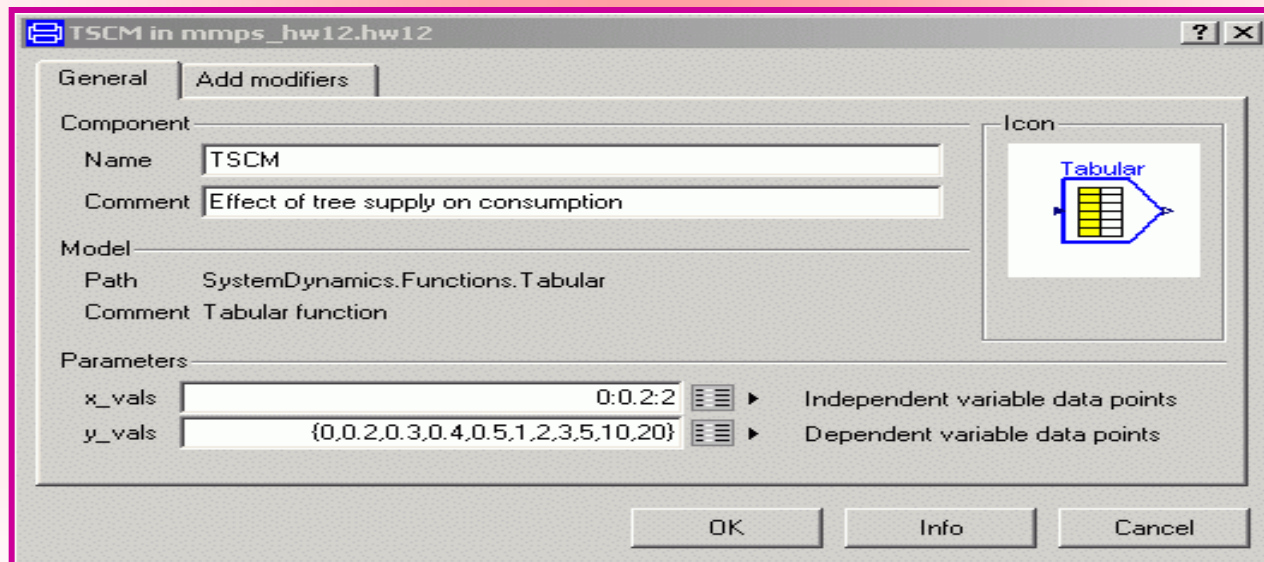 TSCM in mmps_hw12.hw12
General
Add modifiers
Component
Icon
Name
TSCM
Tabular
Comment
Effect of tree supply on consumption
Model
Path
SystemDynamics.Functions.Tabular
Comment
Tabular function
Parameters
x_vals
0:0.2:2
Independent variable data points
y_vals
{0,0.2,0.3,0.4,0.5,1,2,3,5,10,20}
Dependent variable data points
OK
Info
Cancel